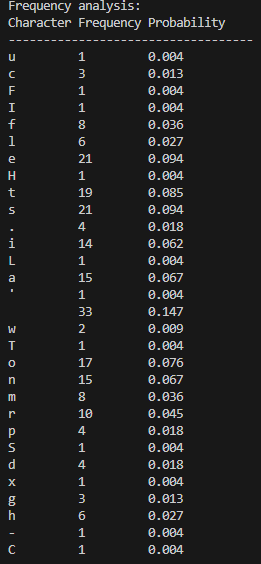 Frequency analysis:
Character Frequency Probability
-----------------------------------
u 1 0.004
c 3 0.013
F 1 0.004
I 1 0.004
f 8 0.036
l 6 0.027
e 21 0.094
H 1 0.004
t 19 0.085
s 21 0.094
. 4 0.018
i 14 0.062
L 1 0.004
a 15 0.067
' 1 0.004
33 0.147
w 2 0.009
T 1 0.004
o 17 0.076
n 15 0.067
m 8 0.036
r 10 0.045
p 4 0.018
S 1 0.004
d 4 0.018
x 1 0.004
g 3 0.013
h 6 0.027
- 1 0.004
C 1 0.004